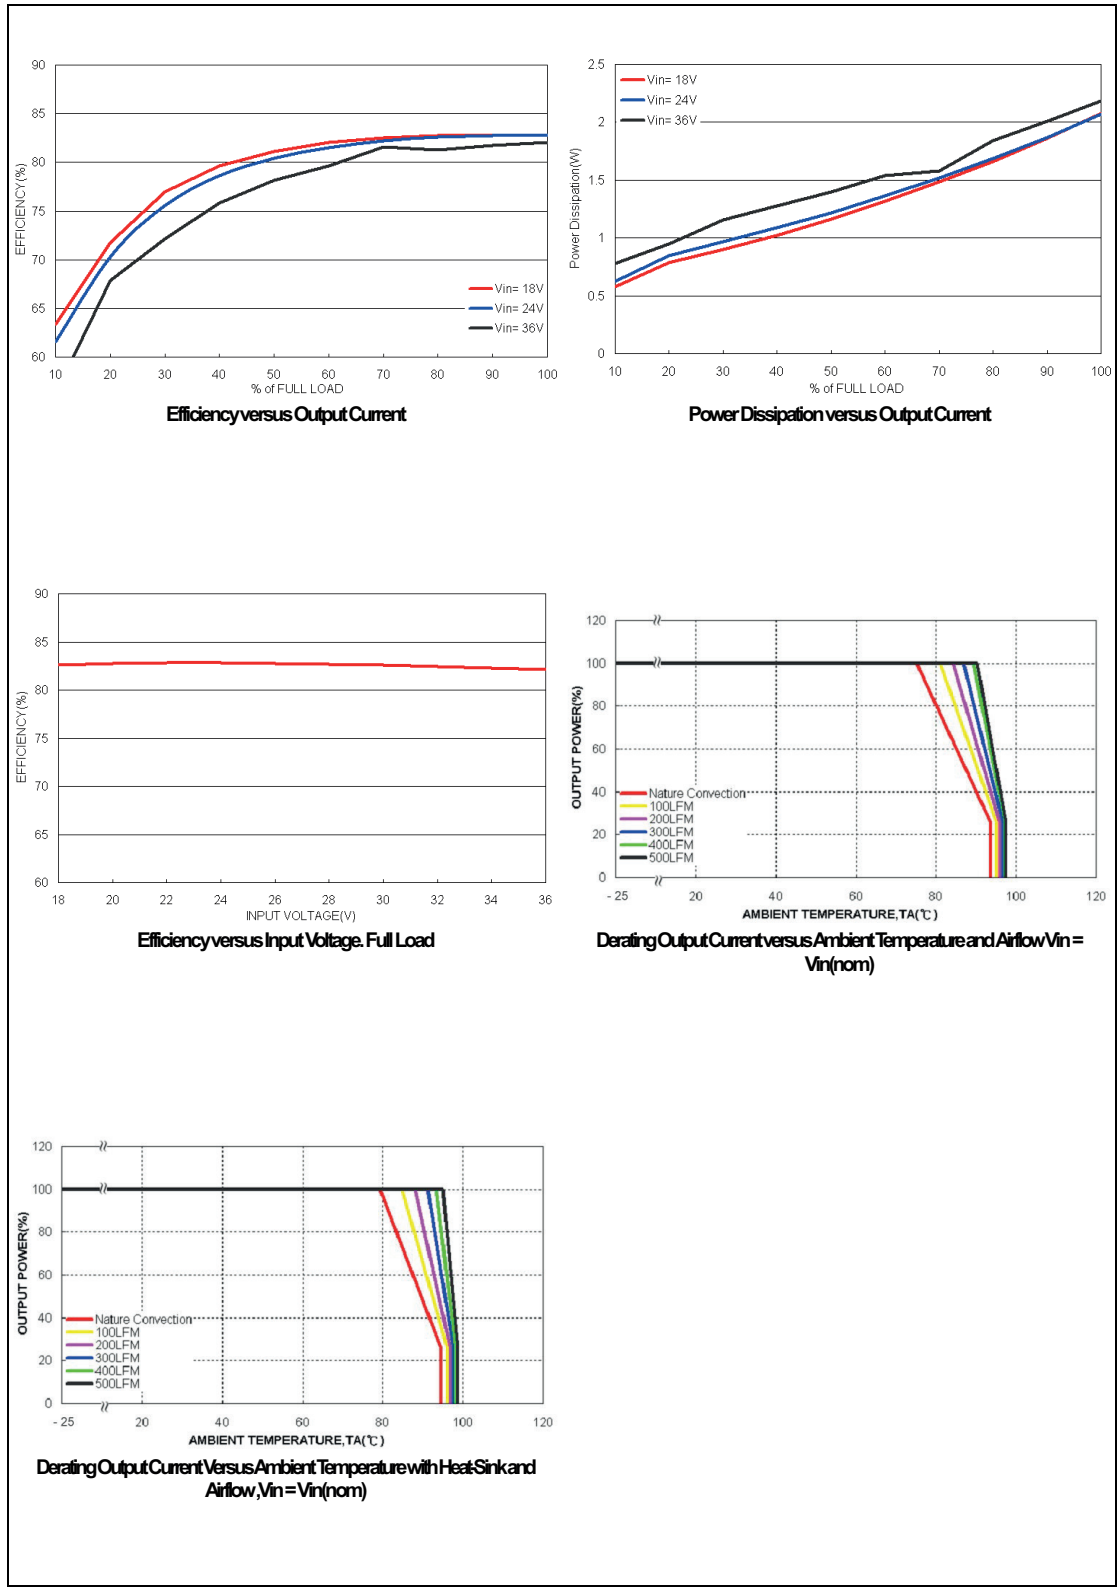 90
85
80
75
70
65
60
EFFICIENCY(%)
Vin= 18V
Vin= 24V
Vin= 36V
10 20 30 40 50 60 70 80 90 100
% of FULL LOAD
Efficiency versus Output Current
2.5
2
1.5
1
0.5
0
Power Dissipation(W)
Vin= 18V
Vin= 24V
Vin= 36V
10 20 30 40 50 60 70 80 90 100
% of FULL LOAD
Power Dissipation versus Output Current
90
85
80
75
70
65
60
EFFICIENCY(%)
18 20 22 24 26 28 30 32 34 36
INPUT VOLTAGE(V)
Efficiency versus Input Voltage. Full Load
120
100
80
60
40
20
0
OUTPUT POWER(%)
Nature Convection
100LFM
200LFM
300LFM
400LFM
500LFM
- 25 20 40 60 80 100 120
AMBIENT TEMPERATURE,TA(℃)
Derating Output Current versus Ambient Temperature and Airflow Vin =
Vin(nom)
120
100
80
60
40
20
0
OUTPUT POWER(%)
Nature Convection
100LFM
200LFM
300LFM
400LFM
500LFM
- 25 20 40 60 80 100 120
AMBIENT TEMPERATURE,TA(℃)
Derating Output Current Versus Ambient Temperature with Heat-Sink and
Airflow ,Vin = Vin(nom)